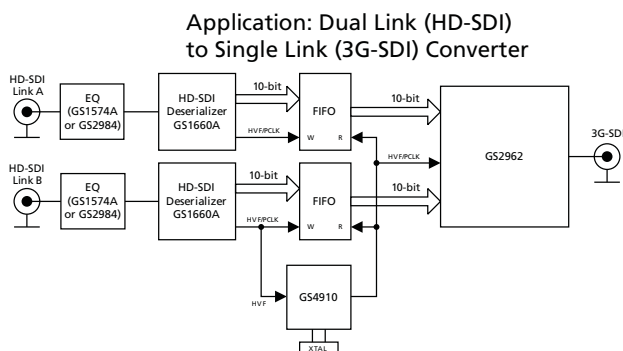 Application: Dual Link (HD-SDI)
to Single Link (3G-SDI) Converter
HD-SDI
Link A
EQ
(GS1574A
or GS2984)
HD-SDI
Deserializer
GS1660A
10-bit
HVF/PCLK
FIFO
W
R
10-bit
HVF/PCLK
GS2962
3G-SDI
HD-SDI
Link B
EQ
(GS1574A
or GS2984)
HD-SDI
Deserializer
GS1660A
10-bit
HVF/PCLK
FIFO
W
R
10-bit
HVF
GS4910
XTAL